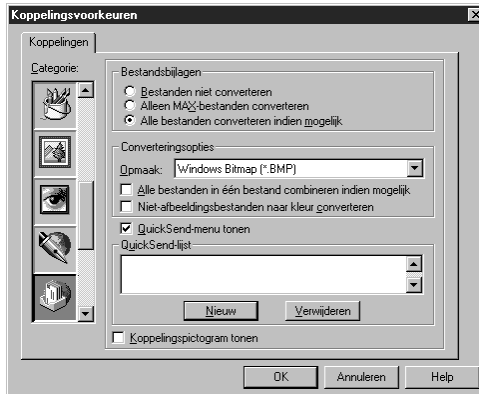 Koppelingsvoorkeuren
Koppelingen
Categorie:
Bestandsbijlagen
Bestanden niet converteren
Alleen MAX-bestanden converteren
Alle bestanden converteren indien mogelijk
Converteringsopties
Opmaak: Windows Bitmap (*.BMP)
Alle bestanden in één bestand combineren indien mogelijk
Niet-afbeeldingsbestanden naar kleur converteren
QuickSend-menu tonen
QuickSend-lijst
Nieuw Verwijderen
Koppelingspictogram tonen
OK Annuleren Help